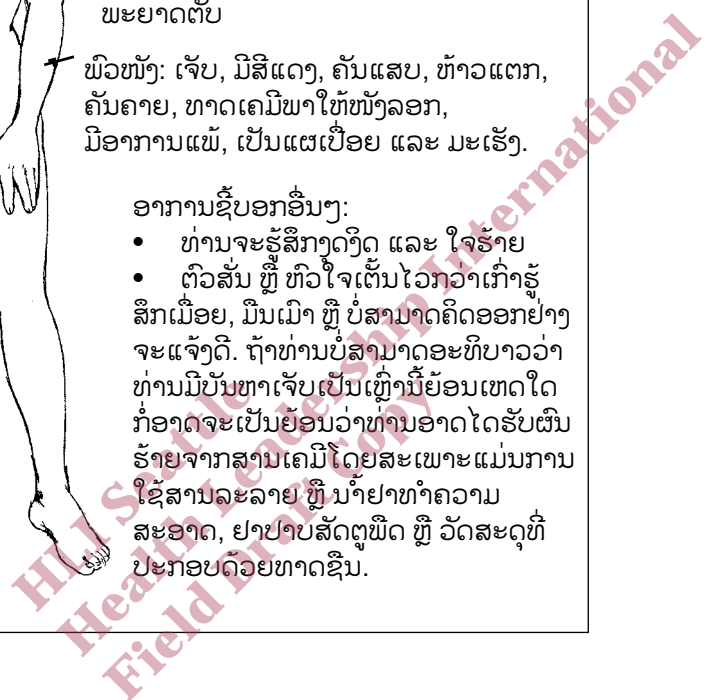 ພະຍາດຕັບ
ພິວໜັງ: ເຈັບ, ມີສີແດງ, ຄັນແສບ, ຫ້າວແຕກ,
ຄັນຄາຍ, ທາດເຄມີພາໃຫ້ໜັງລອກ,
ມີອາການແພ້, ເປັນແຜເປື່ອຍ ແລະ ມະເຮັງ.
ອາການຊີ້ບອກອື່ນໆ:
• ທ່ານຈະຮູ້ສຶກງຸດງິດ ແລະ ໃຈຮ້າຍ
• ຕົວສັ່ນ ຫຼື ຫົວໃຈເຕັ້ນໄວກວ່າເກົ່າຮູ້
ສຶກເມື່ອຍ, ມືນເມົາ ຫຼື ບໍ່ສາມາດຄິດອອກຢ່າງ
ຈະແຈ້ງດີ. ຖ້າທ່ານບໍ່ສາມາດອະທິບາວວ່າ
ທ່ານມີບັນຫາເຈັບເປັນເຫຼົ່ານີ້ຍ້ອນເຫດໃດ
ກໍ່ອາດຈະເປັນຍ້ອນວ່າທ່ານອາດໄດຮັບຜົນ
ຮ້າຍຈາກສານເຄມີໂດຍສະເພາະແມ່ນການ
ໃຊ້ສານລະລາຍ ຫຼື ນ້ຳຢາທຳຄວາມ
ສະອາດ, ຢາປາບສັດຕູພືດ ຫຼື ວັດສະດຸທີ່
ປະກອບດ້ວຍທາດຊືນ.
HLI Seattle
Health Leadership International
Field Draft Copy